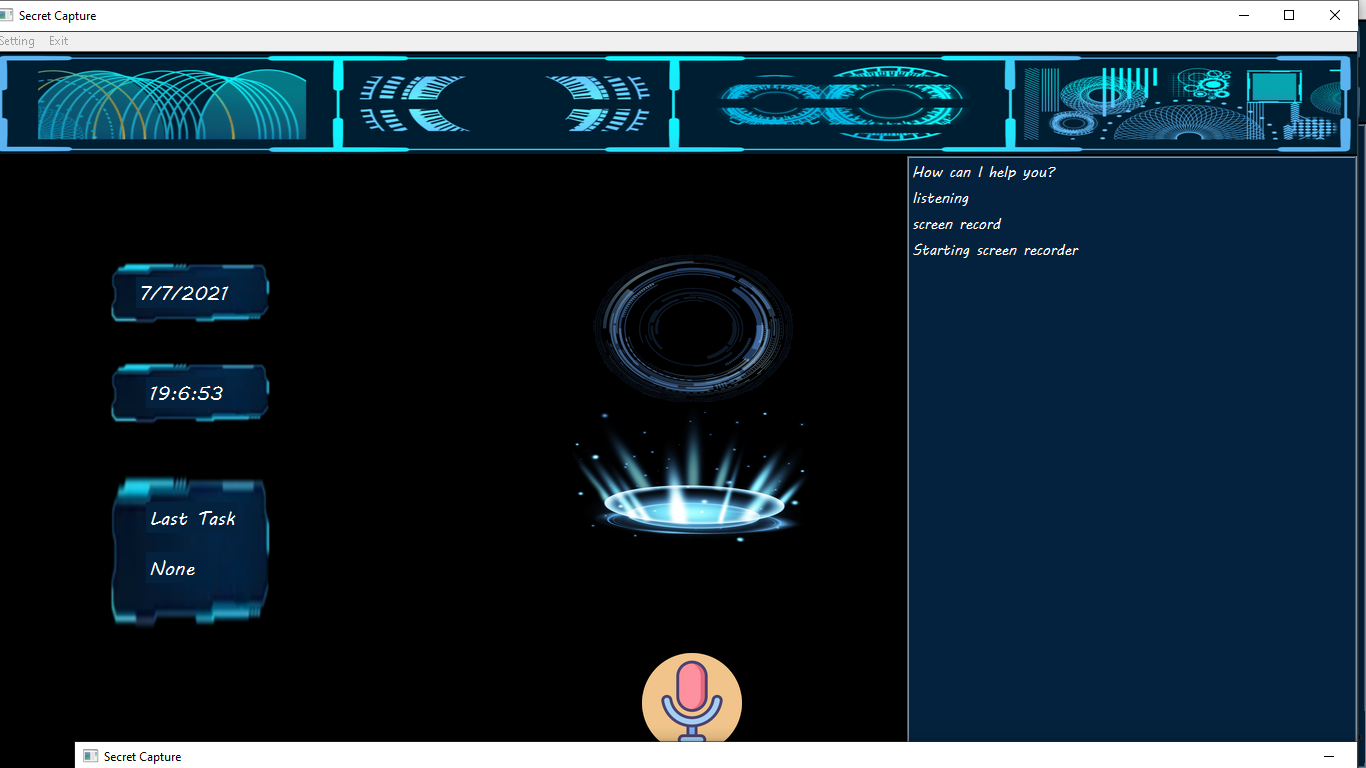 Secret Capture
Setting Exit
How can I help you?
listening
screen record
Starting screen recorder
7/7/2021
19:6:53
Last Task
None
Secret Capture